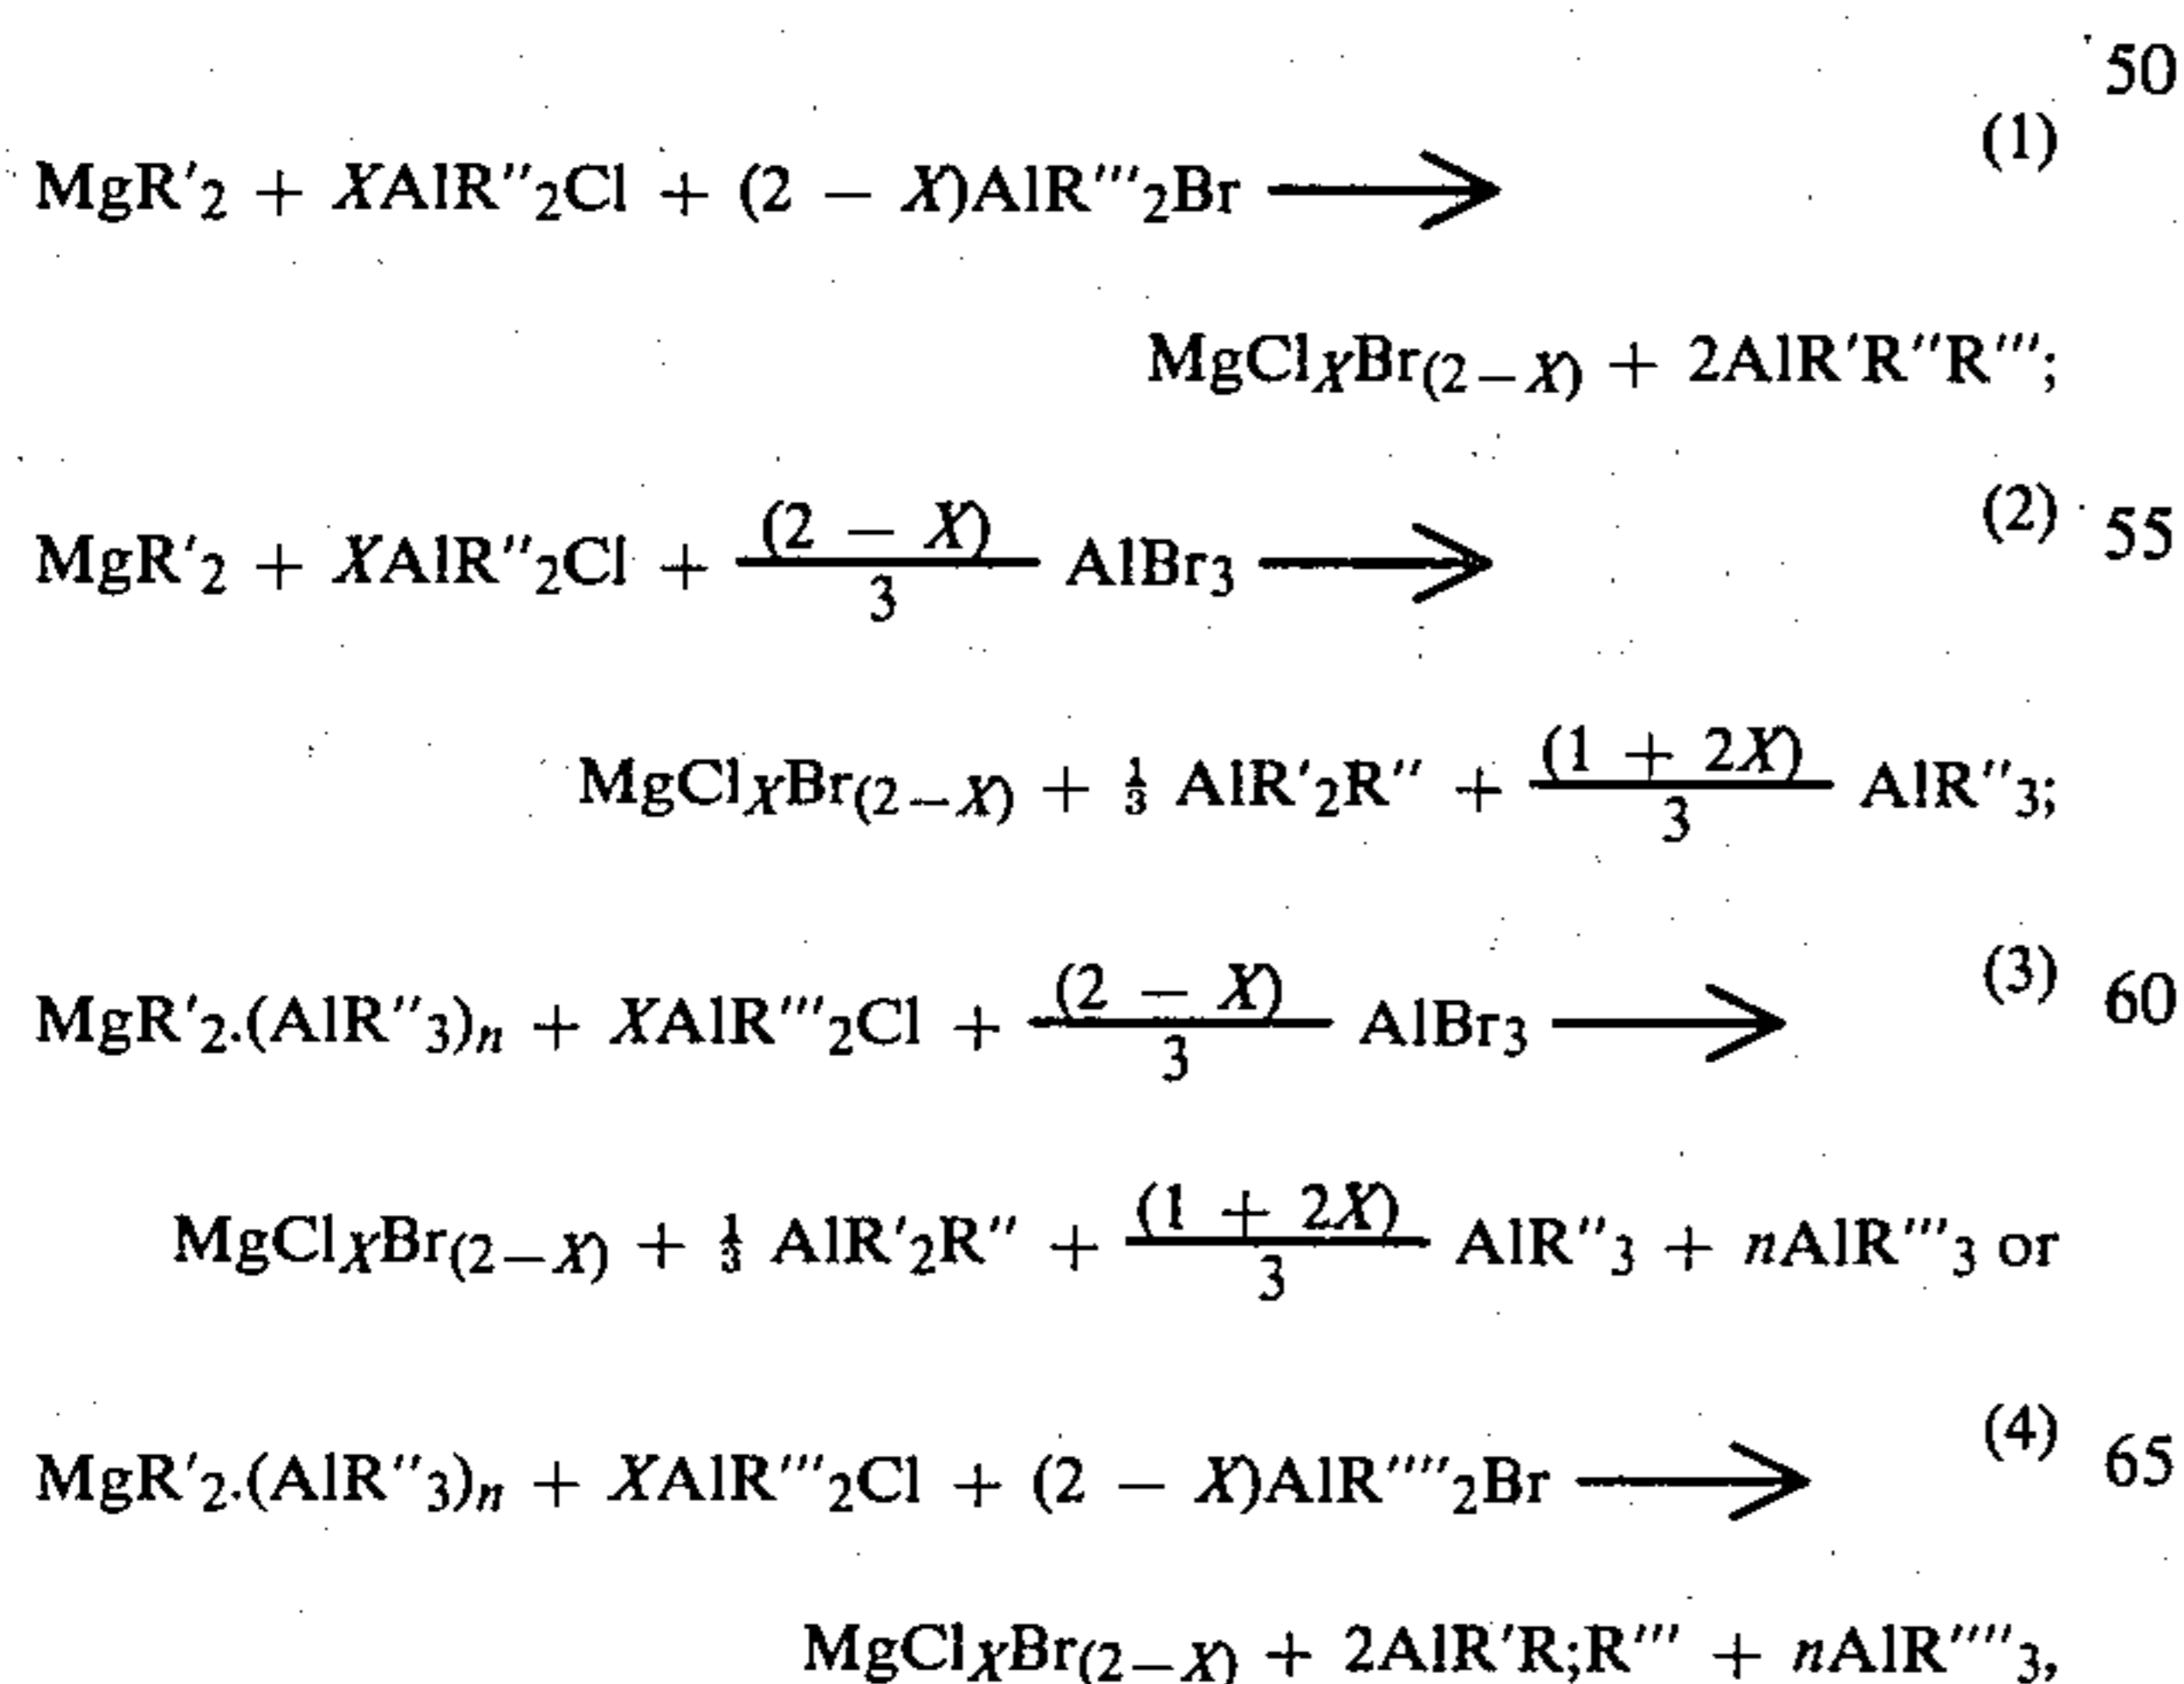 50
(1)
MgR'₂ + XAlR''₂Cl + (2 − X)AlR'''₂Br ⟶
MgClXBr(2−X) + 2AlR'R''R''';
(2) 55
MgR'₂ + XAlR''₂Cl + (2 − X)/3 AlBr₃ ⟶
MgClXBr(2−X) + ⅓ AlR'₂R'' + (1 + 2X)/3 AlR''₃;
(3) 60
MgR'₂.(AlR''₃)n + XAlR'''₂Cl + (2 − X)/3 AlBr₃ ⟶
MgClXBr(2−X) + ⅓ AlR'₂R'' + (1 + 2X)/3 AlR''₃ + nAlR'''₃ or
(4) 65
MgR'₂.(AlR''₃)n + XAlR'''₂Cl + (2 − X)AlR''''₂Br ⟶
MgClXBr(2−X) + 2AlR'R;R''' + nAlR''''₃,